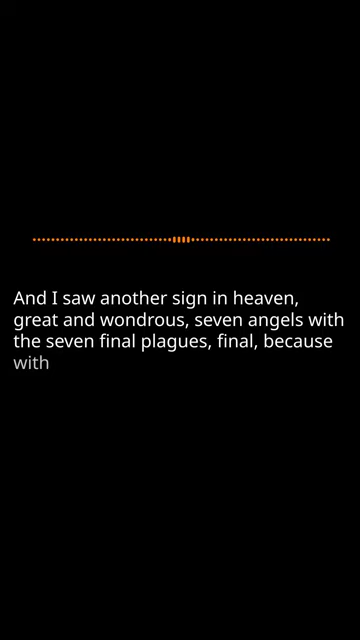 And I saw another sign in heaven,
great and wondrous, seven angels with
the seven final plagues, final, because
with